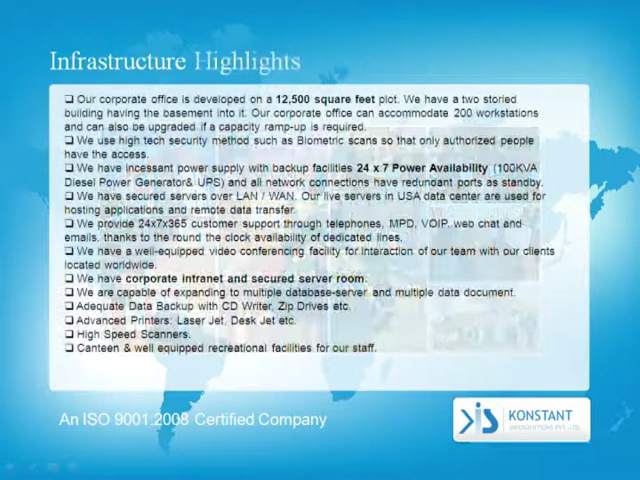 Infrastructure Highlights
❑ Our corporate office is developed on a 12,500 square feet plot. We have a two storied
building having the basement into it. Our corporate office can accommodate 200 workstations
and can also be upgraded if a capacity ramp-up is required.
❑ We use high tech security method such as Biometric scans so that only authorized people
have the access.
❑ We have incessant power supply with backup facilities 24 x 7 Power Availability (100KVA
Diesel Power Generator& UPS) and all network connections have redundant ports as standby.
❑ We have secured servers over LAN / WAN. Our live servers in USA data center are used for
hosting applications and remote data transfer.
❑ We provide 24x7x365 customer support through telephones, MPD, VOIP, web chat and
emails, thanks to the round the clock availability of dedicated lines.
❑ We have a well-equipped video conferencing facility for interaction of our team with our clients
located worldwide.
❑ We have corporate intranet and secured server room.
❑ We are capable of expanding to multiple database-server and multiple data document.
❑ Adequate Data Backup with CD Writer, Zip Drives etc.
❑ Advanced Printers: Laser Jet, Desk Jet etc.
❑ High Speed Scanners.
❑ Canteen & well equipped recreational facilities for our staff.
An ISO 9001:2008 Certified Company
KIS KONSTANT
INFOSOLUTIONS PVT. LTD.